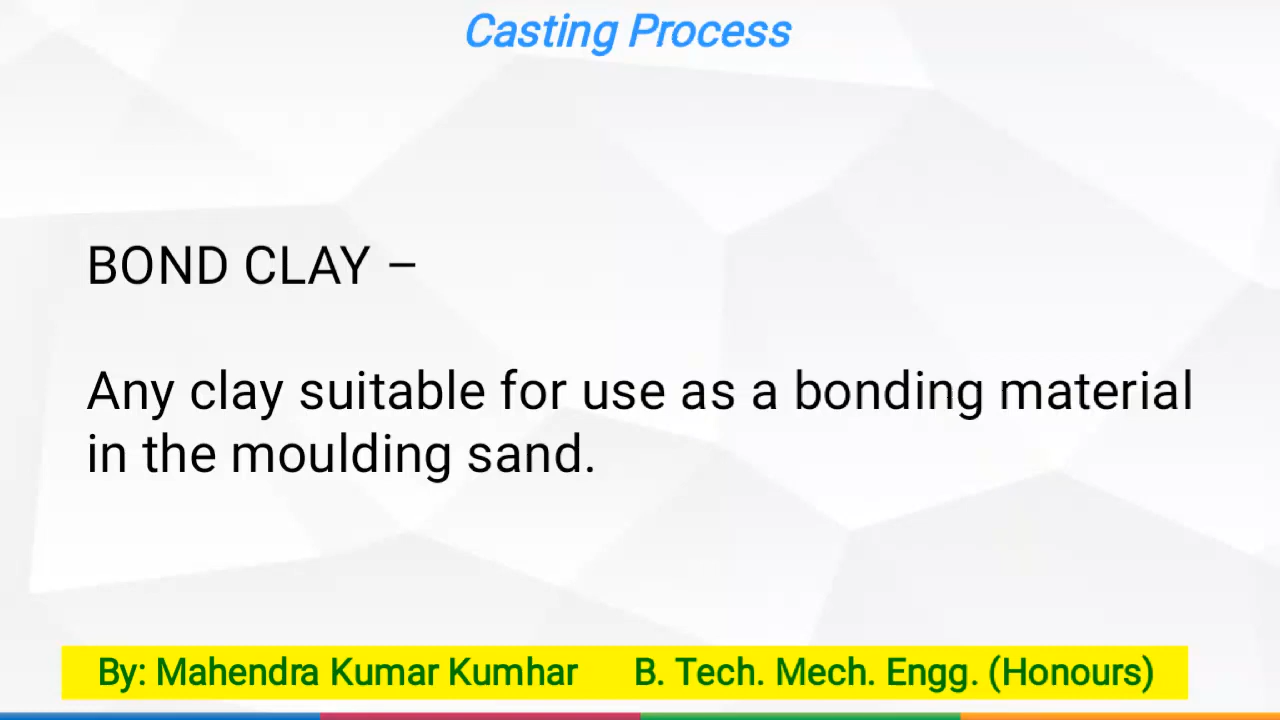 Casting Process
BOND CLAY –
Any clay suitable for use as a bonding material
in the moulding sand.
By: Mahendra Kumar Kumhar B. Tech. Mech. Engg. (Honours)